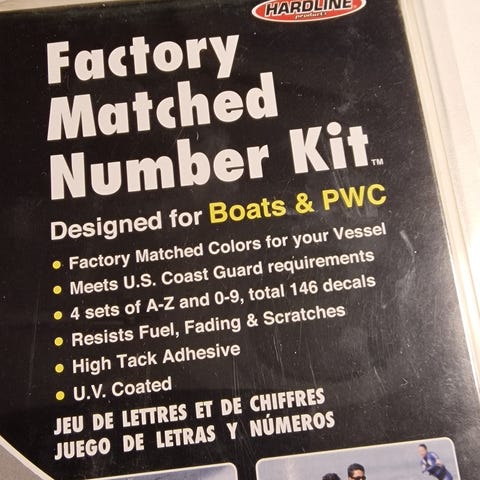 HARDLINE
products
Factory
Matched
Number Kit™
Designed for Boats & PWC
• Factory Matched Colors for your Vessel
• Meets U.S. Coast Guard requirements
• 4 sets of A-Z and 0-9, total 146 decals
• Resists Fuel, Fading & Scratches
• High Tack Adhesive
• U.V. Coated
JEU DE LETTRES ET DE CHIFFRES
JUEGO DE LETRAS Y NÚMEROS